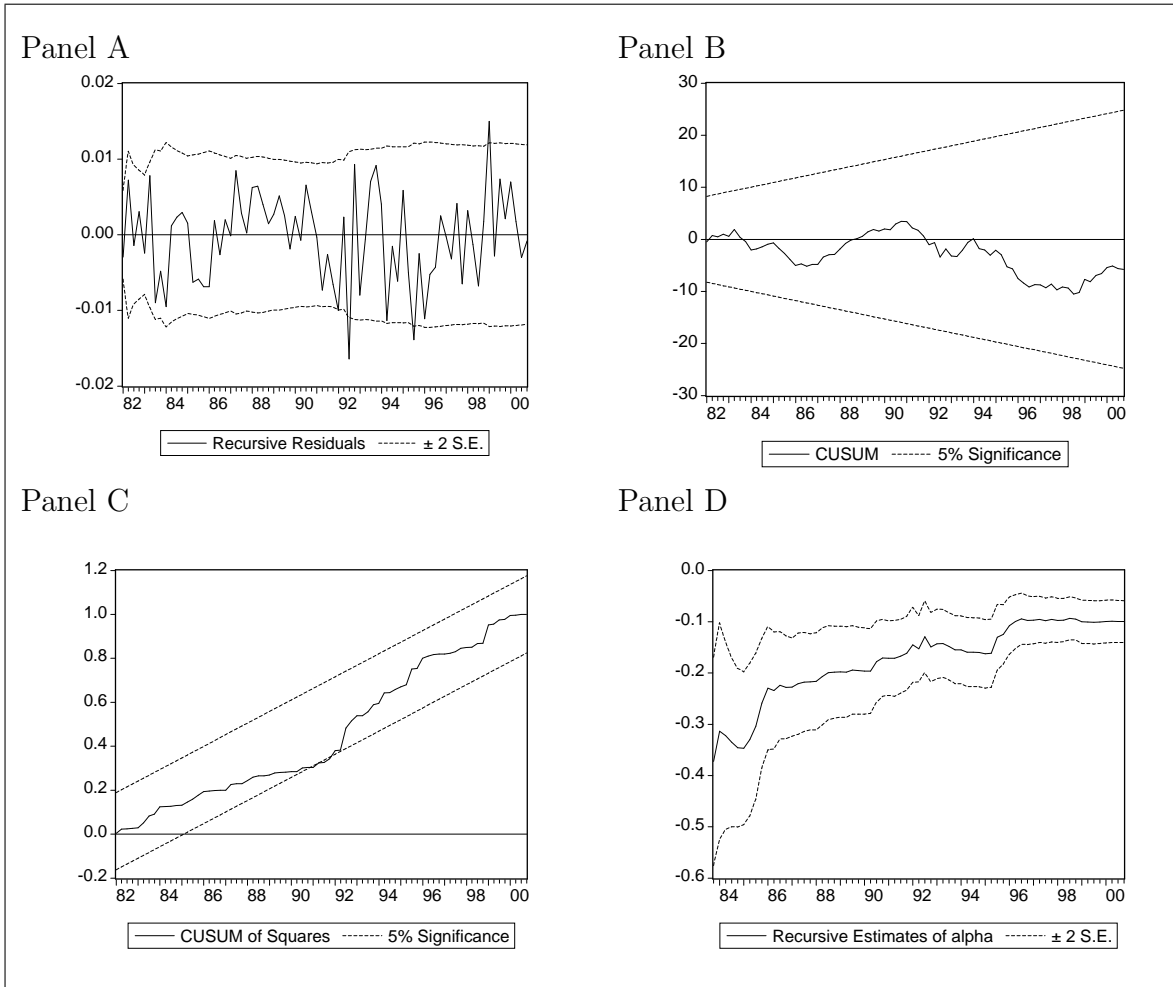 Panel A
0.02
0.01
0.00
-0.01
-0.02
82 84 86 88 90 92 94 96 98 00
Recursive Residuals ± 2 S.E.
Panel B
30
20
10
0
-10
-20
-30
82 84 86 88 90 92 94 96 98 00
CUSUM 5% Significance
Panel C
1.2
1.0
0.8
0.6
0.4
0.2
0.0
-0.2
82 84 86 88 90 92 94 96 98 00
CUSUM of Squares 5% Significance
Panel D
0.0
-0.1
-0.2
-0.3
-0.4
-0.5
-0.6
84 86 88 90 92 94 96 98 00
Recursive Estimates of alpha ± 2 S.E.